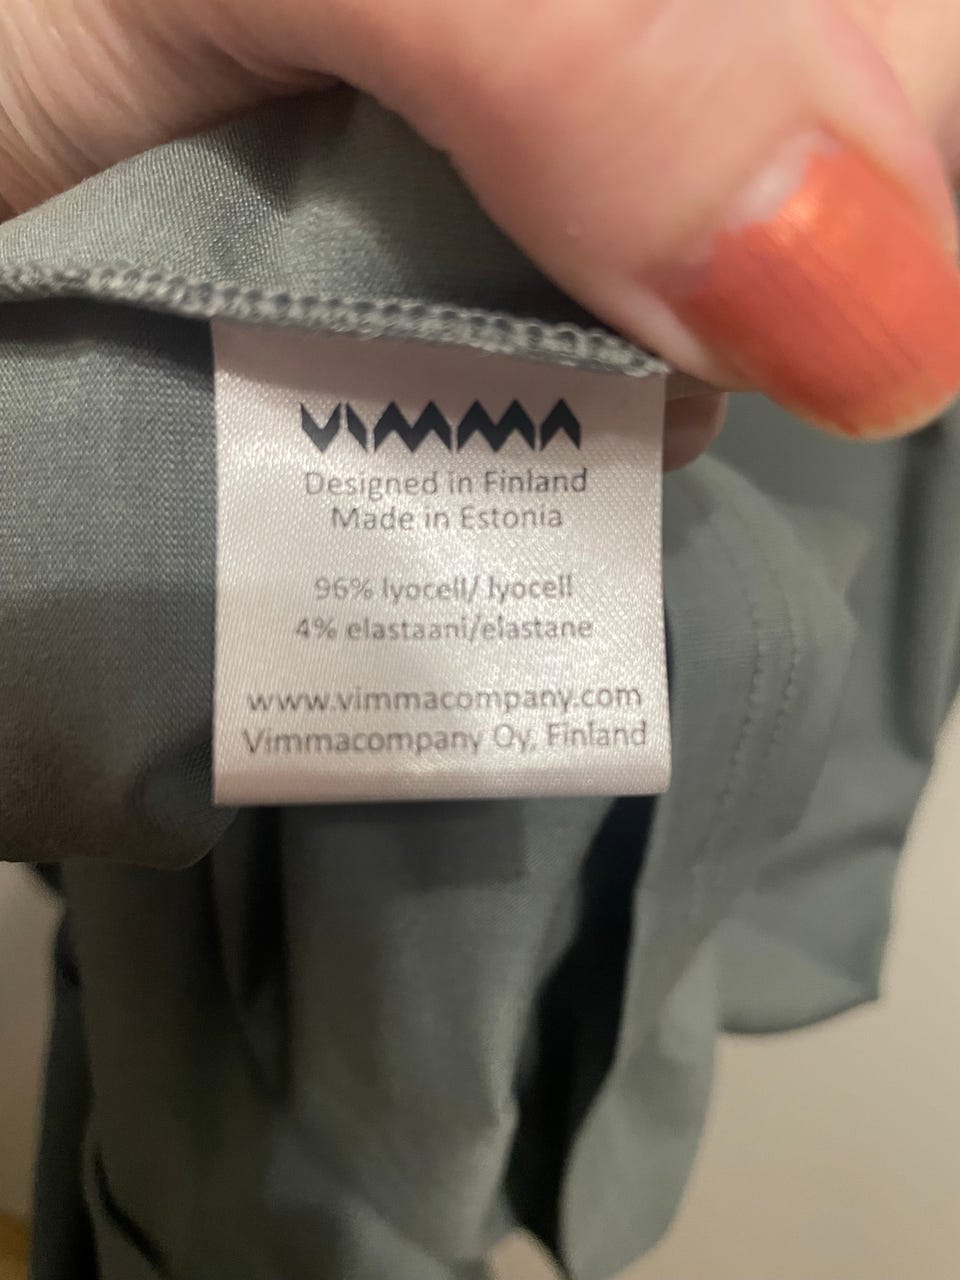 VIMMA
Designed in Finland
Made in Estonia
96% lyocell/ lyocell
4% elastaani/elastane
www.vimmacompany.com
Vimmacompany Oy, Finland